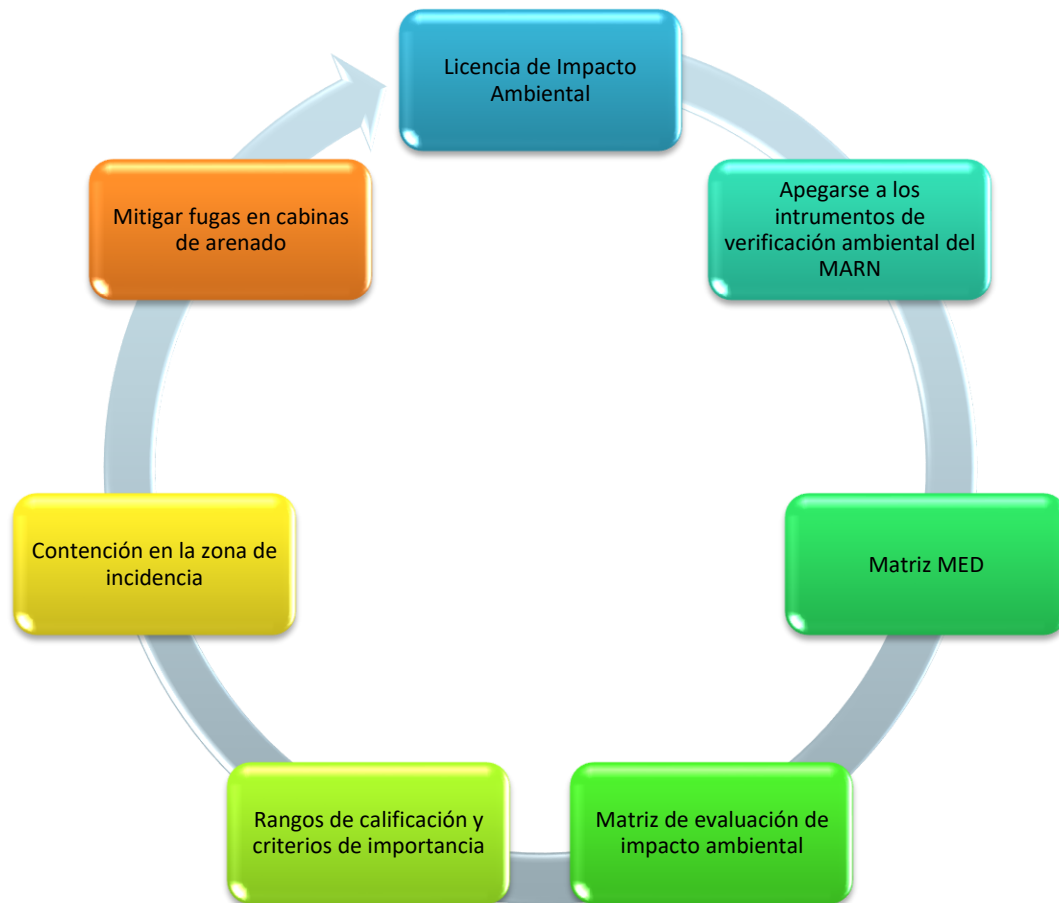 Licencia de Impacto
Ambiental
Apegarse a los
intrumentos de
verificación ambiental del
MARN
Matriz MED
Matriz de evaluación de
impacto ambiental
Rangos de calificación y
criterios de importancia
Contención en la zona de
incidencia
Mitigar fugas en cabinas
de arenado